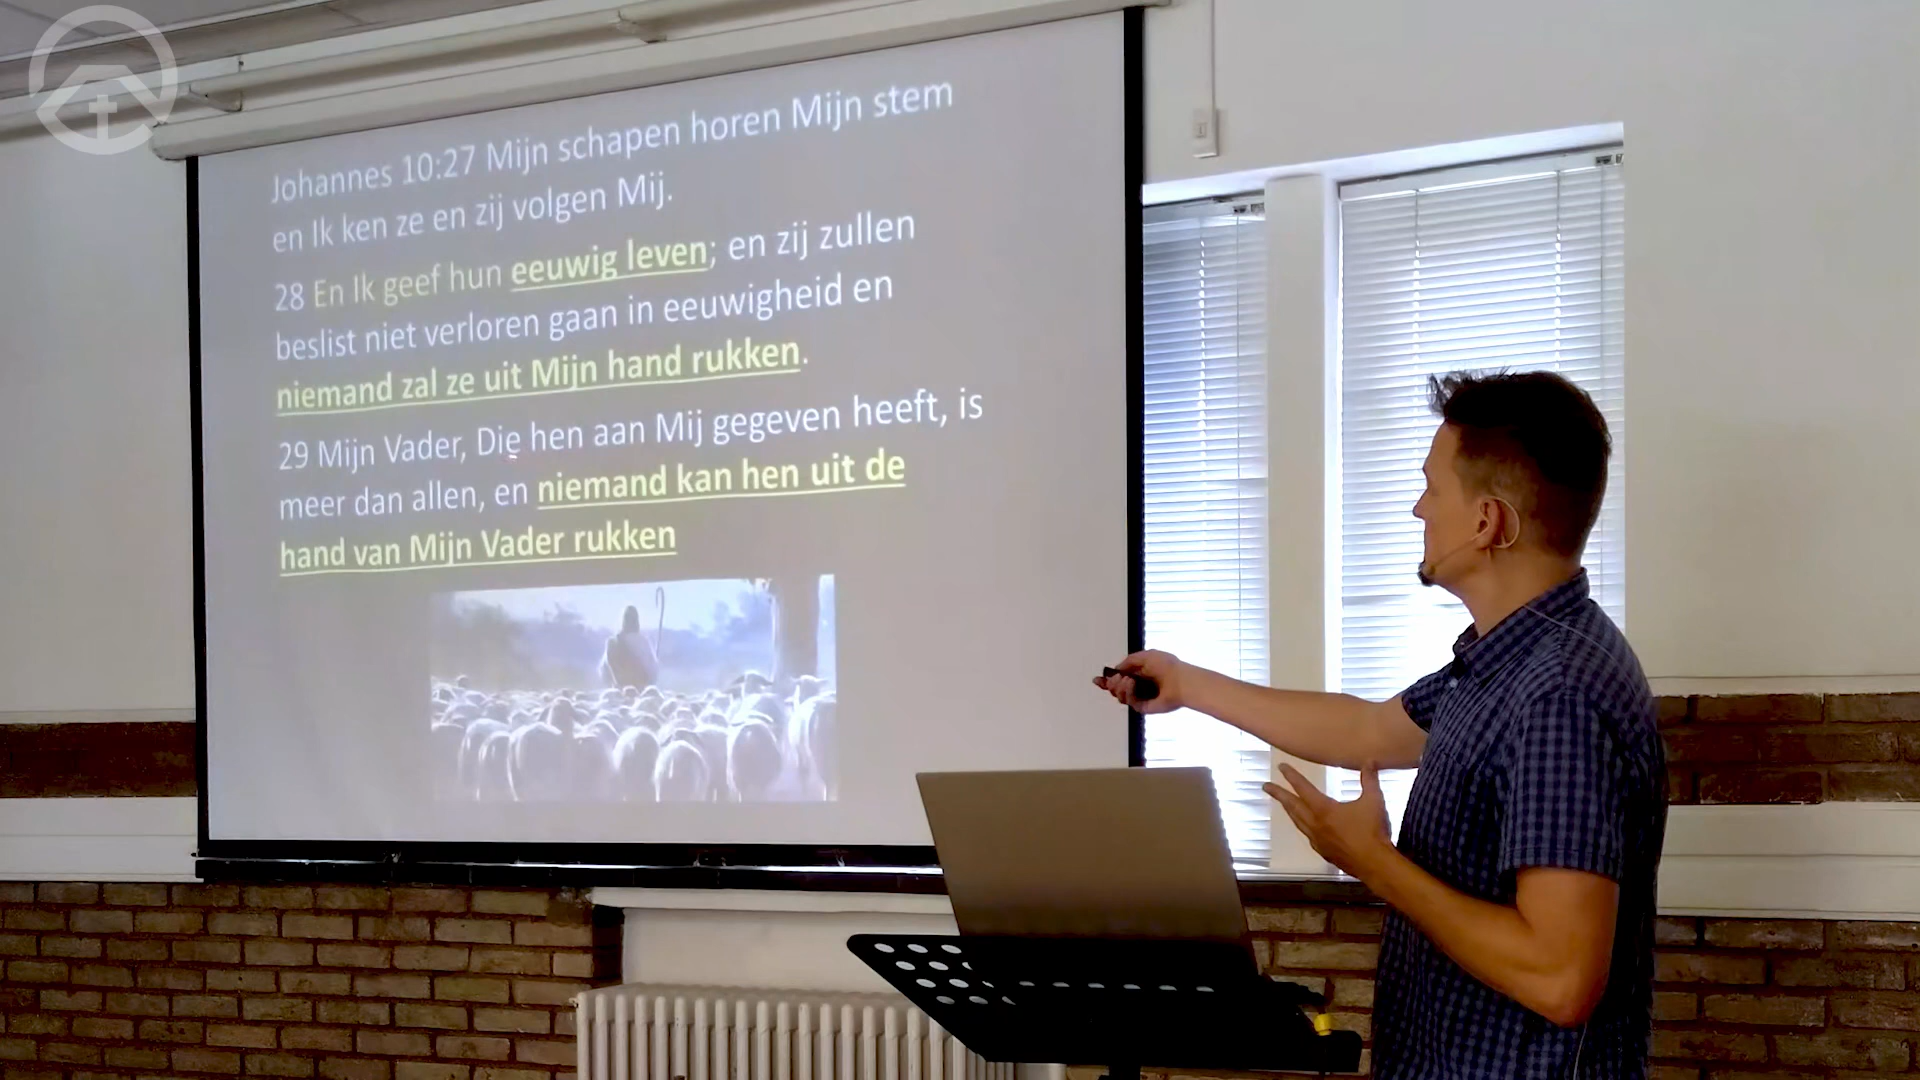 Johannes 10:27 Mijn schapen horen Mijn stem
en Ik ken ze en zij volgen Mij.
28 En Ik geef hun eeuwig leven; en zij zullen
beslist niet verloren gaan in eeuwigheid en
niemand zal ze uit Mijn hand rukken.
29 Mijn Vader, Die hen aan Mij gegeven heeft, is
meer dan allen, en niemand kan hen uit de
hand van Mijn Vader rukken